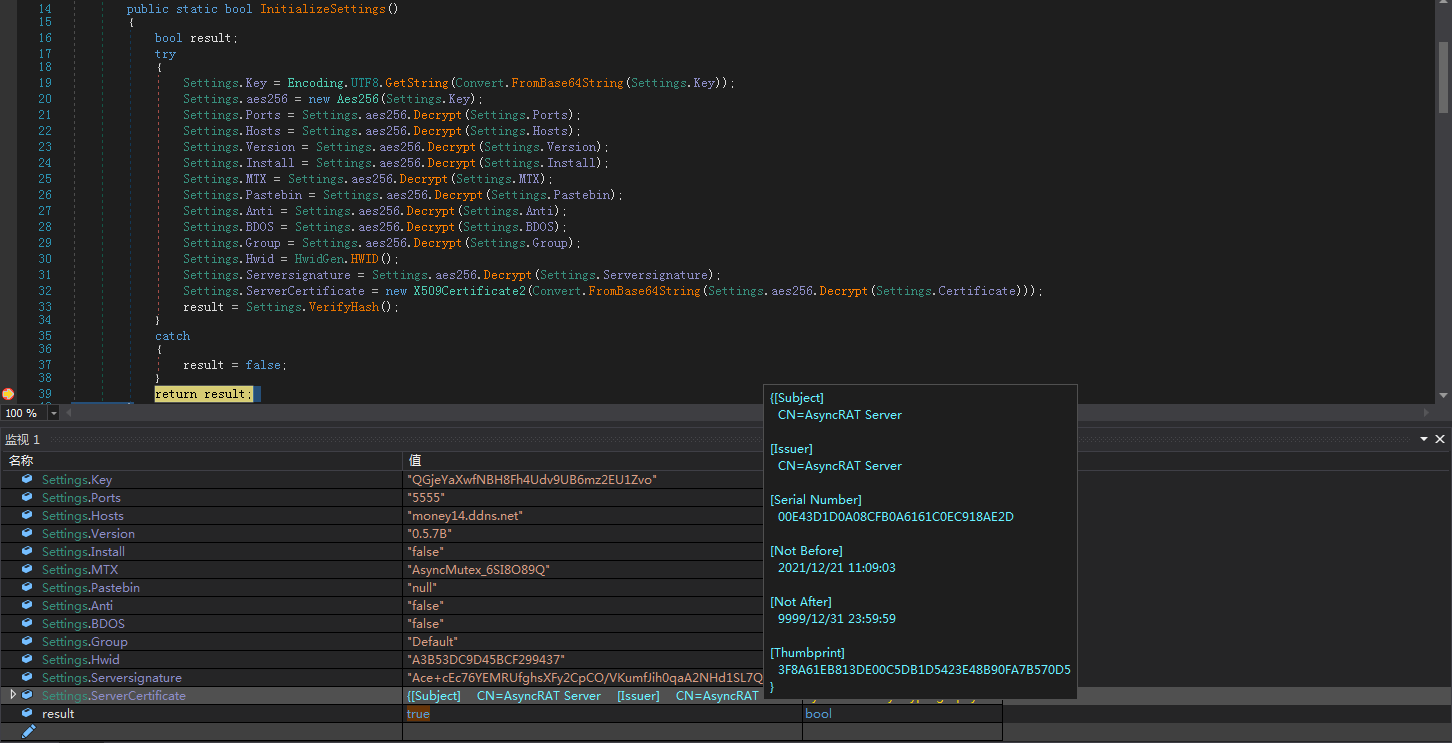 14 public static bool InitializeSettings()
15 {
16 bool result;
17 try
18 {
19 Settings.Key = Encoding.UTF8.GetString(Convert.FromBase64String(Settings.Key));
20 Settings.aes256 = new Aes256(Settings.Key);
21 Settings.Ports = Settings.aes256.Decrypt(Settings.Ports);
22 Settings.Hosts = Settings.aes256.Decrypt(Settings.Hosts);
23 Settings.Version = Settings.aes256.Decrypt(Settings.Version);
24 Settings.Install = Settings.aes256.Decrypt(Settings.Install);
25 Settings.MTX = Settings.aes256.Decrypt(Settings.MTX);
26 Settings.Pastebin = Settings.aes256.Decrypt(Settings.Pastebin);
27 Settings.Anti = Settings.aes256.Decrypt(Settings.Anti);
28 Settings.BDOS = Settings.aes256.Decrypt(Settings.BDOS);
29 Settings.Group = Settings.aes256.Decrypt(Settings.Group);
30 Settings.Hwid = HwidGen.HWID();
31 Settings.Serversignature = Settings.aes256.Decrypt(Settings.Serversignature);
32 Settings.ServerCertificate = new X509Certificate2(Convert.FromBase64String(Settings.aes256.Decrypt(Settings.Certificate)));
33 result = Settings.VerifyHash();
34 }
35 catch
36 {
37 result = false;
38 }
39 return result;
100 %
监视 1
名称 值
Settings.Key "QGjeYaXwfNBH8Fh4Udv9UB6mz2EU1Zvo"
Settings.Ports "5555"
Settings.Hosts "money14.ddns.net"
Settings.Version "0.5.7B"
Settings.Install "false"
Settings.MTX "AsyncMutex_6SI8O89Q"
Settings.Pastebin "null"
Settings.Anti "false"
Settings.BDOS "false"
Settings.Group "Default"
Settings.Hwid "A3B53DC9D45BCF299437"
Settings.Serversignature "Ace+cEc76YEMRUfghsXFy2CpCO/VKumfJih0qaA2NHd1SL7Q
Settings.ServerCertificate {[Subject] CN=AsyncRAT Server [Issuer] CN=AsyncRAT
result true bool
{[Subject]
CN=AsyncRAT Server
[Issuer]
CN=AsyncRAT Server
[Serial Number]
00E43D1D0A08CFB0A6161C0EC918AE2D
[Not Before]
2021/12/21 11:09:03
[Not After]
9999/12/31 23:59:59
[Thumbprint]
3F8A61EB813DE00C5DB1D5423E48B90FA7B570D5
}